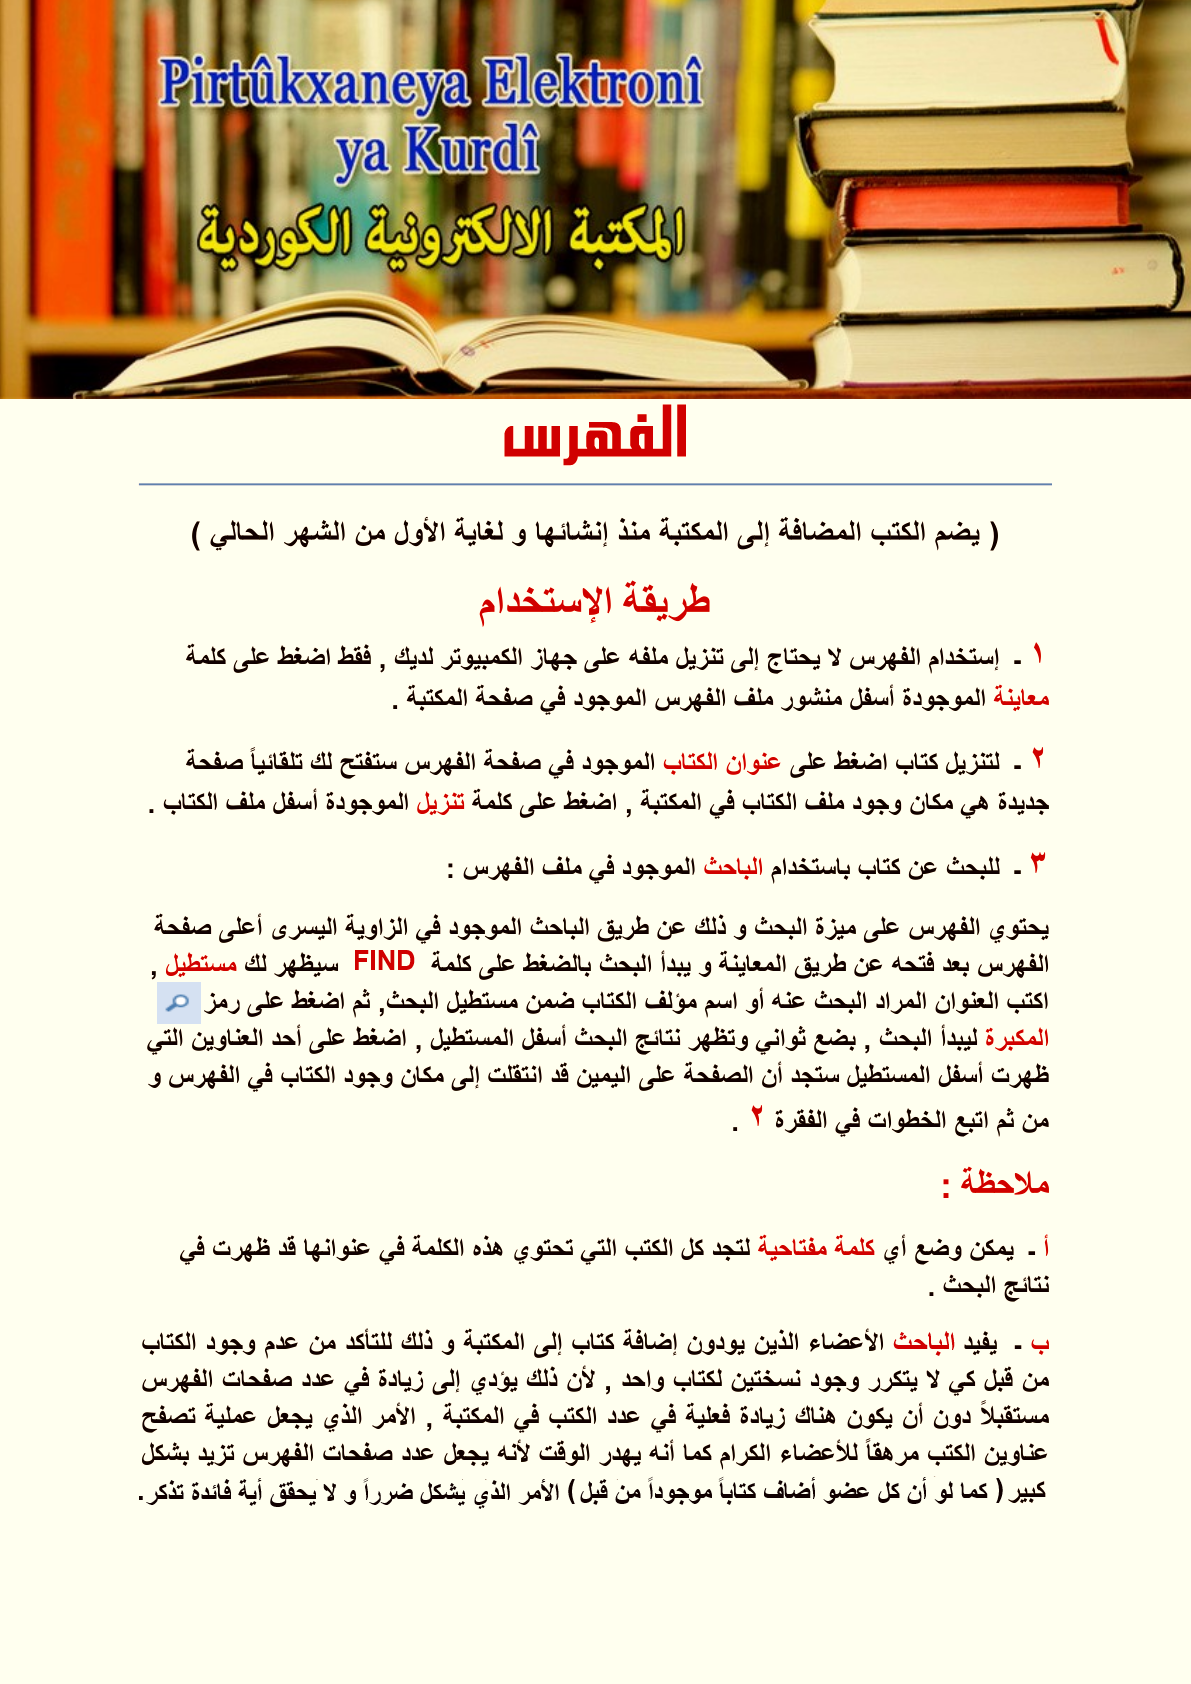 Pirtûkxaneya Elektronî
ya Kurdî
المكتبة الالكترونية الكوردية
الفهرس
( يضم الكتب المضافة إلى المكتبة منذ إنشائها و لغاية الأول من الشهر الحالي )
طريقة الإستخدام
١ ـ إستخدام الفهرس لا يحتاج إلى تنزيل ملفه على جهاز الكمبيوتر لديك , فقط اضغط على كلمة
معاينة الموجودة أسفل منشور ملف الفهرس الموجود في صفحة المكتبة .
٢ ـ لتنزيل كتاب اضغط على عنوان الكتاب الموجود في صفحة الفهرس ستفتح لك تلقائياً صفحة
جديدة هي مكان وجود ملف الكتاب في المكتبة , اضغط على كلمة تنزيل الموجودة أسفل ملف الكتاب .
٣ ـ للبحث عن كتاب باستخدام الباحث الموجود في ملف الفهرس :
يحتوي الفهرس على ميزة البحث و ذلك عن طريق الباحث الموجود في الزاوية اليسرى أعلى صفحة
الفهرس بعد فتحه عن طريق المعاينة و يبدأ البحث بالضغط على كلمة FIND سيظهر لك مستطيل ,
اكتب العنوان المراد البحث عنه أو اسم مؤلف الكتاب ضمن مستطيل البحث, ثم اضغط على رمز
المكبرة ليبدأ البحث , بضع ثواني وتظهر نتائج البحث أسفل المستطيل , اضغط على أحد العناوين التي
ظهرت أسفل المستطيل ستجد أن الصفحة على اليمين قد انتقلت إلى مكان وجود الكتاب في الفهرس و
من ثم اتبع الخطوات في الفقرة ٢ .
ملاحظة :
أ ـ يمكن وضع أي كلمة مفتاحية لتجد كل الكتب التي تحتوي هذه الكلمة في عنوانها قد ظهرت في
نتائج البحث .
ب ـ يفيد الباحث الأعضاء الذين يودون إضافة كتاب إلى المكتبة و ذلك للتأكد من عدم وجود الكتاب
من قبل كي لا يتكرر وجود نسختين لكتاب واحد , لأن ذلك يؤدي إلى زيادة في عدد صفحات الفهرس
مستقبلاً دون أن يكون هناك زيادة فعلية في عدد الكتب في المكتبة , الأمر الذي يجعل عملية تصفح
عناوين الكتب مرهقاً للأعضاء الكرام كما أنه يهدر الوقت لأنه يجعل عدد صفحات الفهرس تزيد بشكل
كبير ( كما لو أن كل عضو أضاف كتاباً موجوداً من قبل ) الأمر الذي يشكل ضرراً و لا يحقق أية فائدة تذكر.